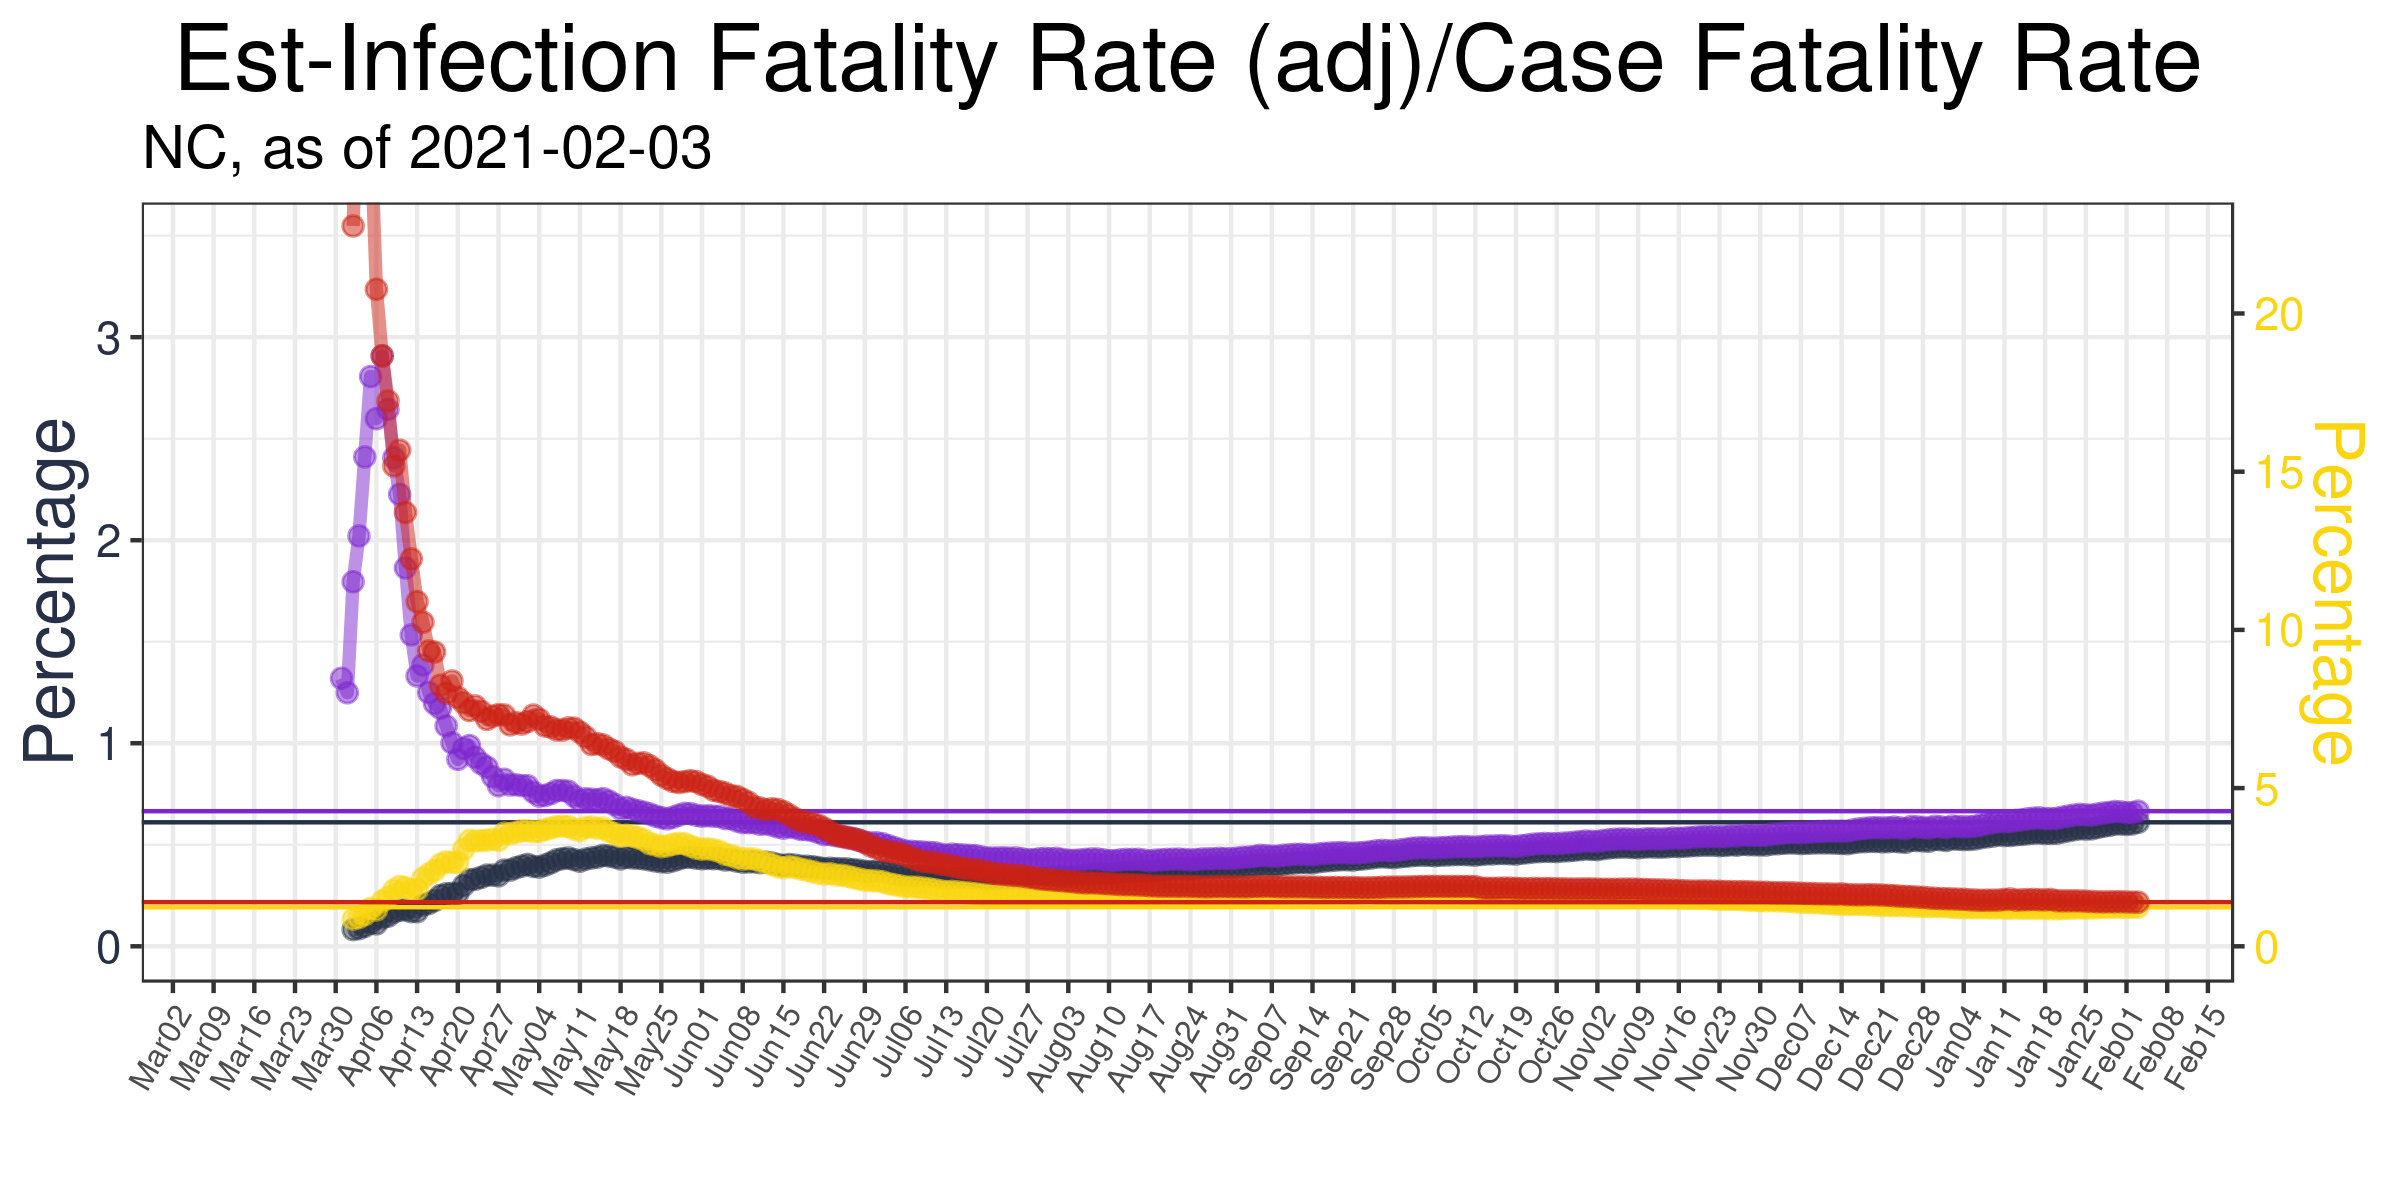 Est-Infection Fatality Rate (adj)/Case Fatality Rate
NC, as of 2021-02-03
Percentage
3
2
1
0
20
15
10
5
0
Percentage
Mar02
Mar09
Mar16
Mar23
Mar30
Apr06
Apr13
Apr20
Apr27
May04
May11
May18
May25
Jun01
Jun08
Jun15
Jun22
Jun29
Jul06
Jul13
Jul20
Jul27
Aug03
Aug10
Aug17
Aug24
Aug31
Sep07
Sep14
Sep21
Sep28
Oct05
Oct12
Oct19
Oct26
Nov02
Nov09
Nov16
Nov23
Nov30
Dec07
Dec14
Dec21
Dec28
Jan04
Jan11
Jan18
Jan25
Feb01
Feb08
Feb15